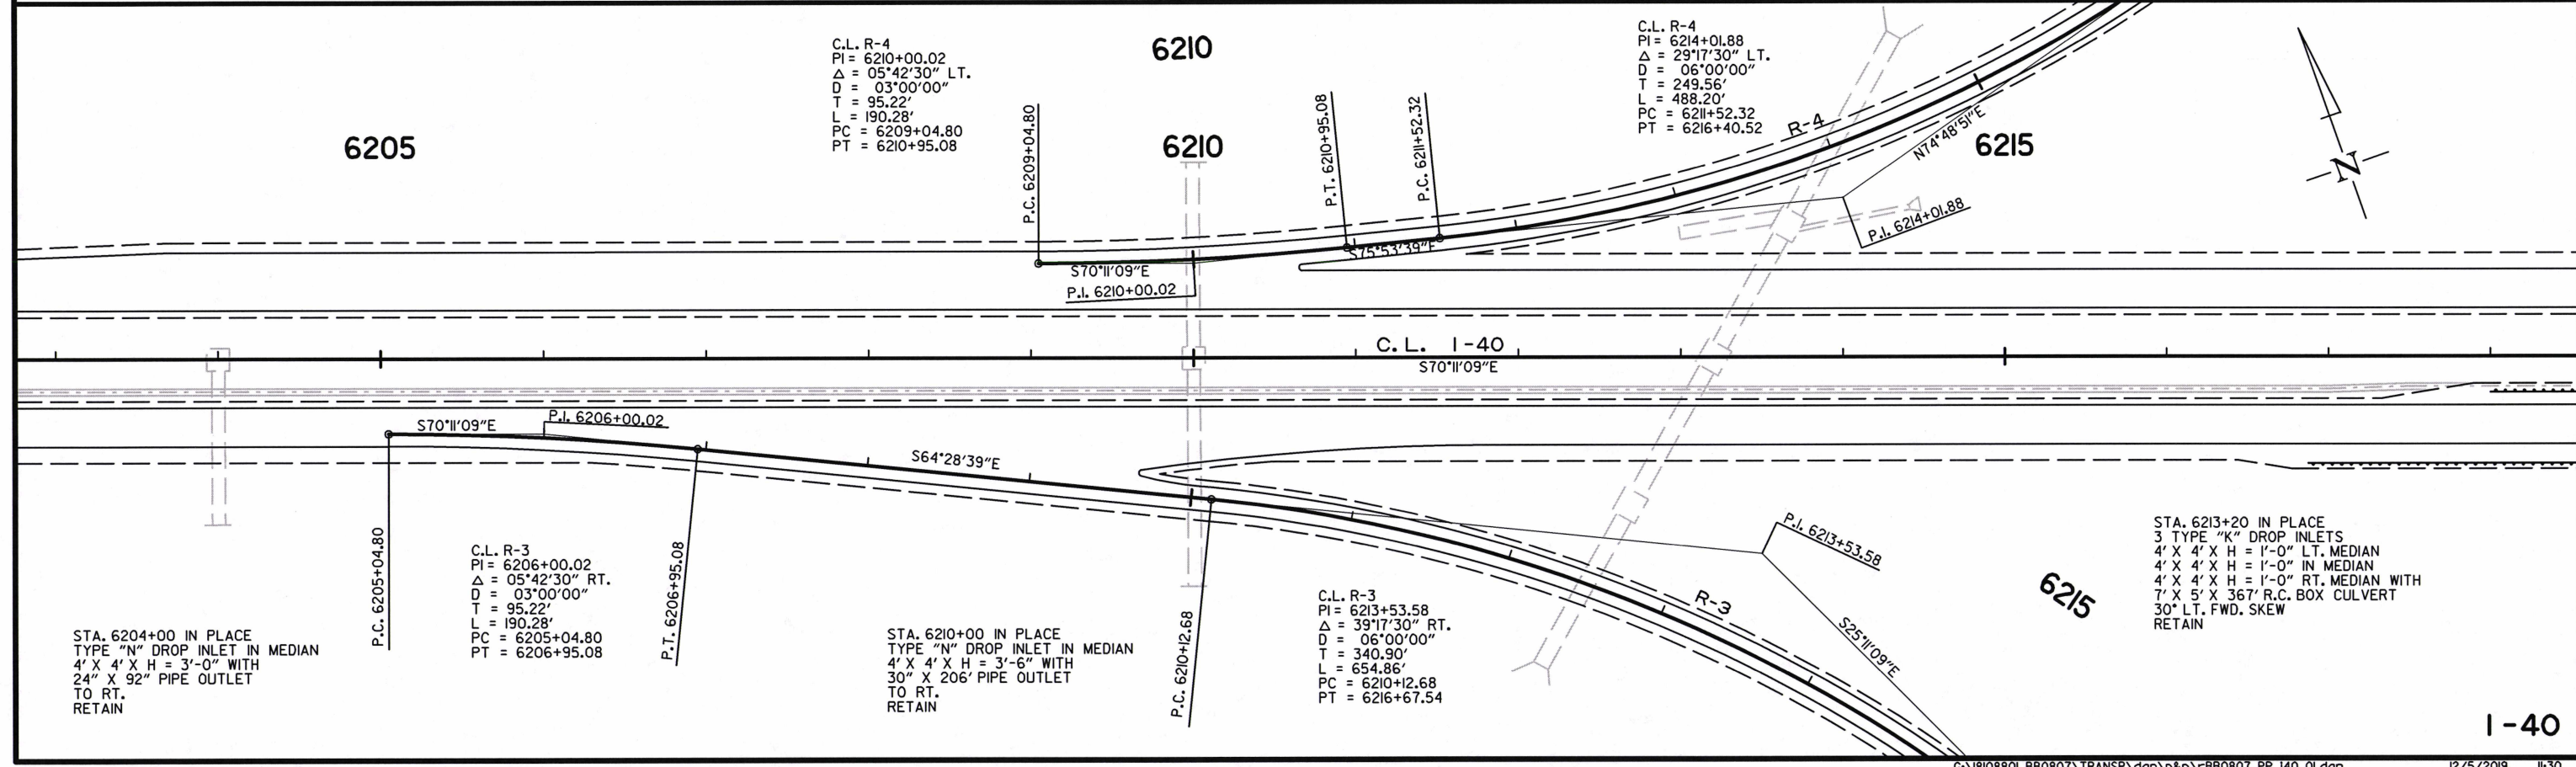 6210
C.L. R-4
PI = 6210+00.02
Δ = 05°42'30" LT.
D = 03°00'00"
T = 95.22'
L = 190.28'
PC = 6209+04.80
PT = 6210+95.08
C.L. R-4
PI = 6214+01.88
Δ = 29°17'30" LT.
D = 06°00'00"
T = 249.56'
L = 488.20'
PC = 6211+52.32
PT = 6216+40.52
6205
6210
6215
P.C. 6209+04.80
P.T. 6210+95.08
P.C. 6211+52.32
R-4
N74°48'51"E
N
P.I. 6214+01.88
S70°11'09"E
S75°53'39"E
P.I. 6210+00.02
C.L. I-40
S70°11'09"E
S70°11'09"E
P.I. 6206+00.02
S64°28'39"E
P.I. 6213+53.58
P.C. 6205+04.80
P.T. 6206+95.08
P.C. 6210+12.68
R-3
S25°11'09"E
6215
C.L. R-3
PI = 6206+00.02
Δ = 05°42'30" RT.
D = 03°00'00"
T = 95.22'
L = 190.28'
PC = 6205+04.80
PT = 6206+95.08
STA. 6204+00 IN PLACE
TYPE "N" DROP INLET IN MEDIAN
4' X 4' X H = 3'-0" WITH
24" X 92" PIPE OUTLET
TO RT.
RETAIN
STA. 6210+00 IN PLACE
TYPE "N" DROP INLET IN MEDIAN
4' X 4' X H = 3'-6" WITH
30" X 206' PIPE OUTLET
TO RT.
RETAIN
C.L. R-3
PI = 6213+53.58
Δ = 39°17'30" RT.
D = 06°00'00"
T = 340.90'
L = 654.86'
PC = 6210+12.68
PT = 6216+67.54
STA. 6213+20 IN PLACE
3 TYPE "K" DROP INLETS
4' X 4' X H = 1'-0" LT. MEDIAN
4' X 4' X H = 1'-0" IN MEDIAN
4' X 4' X H = 1'-0" RT. MEDIAN WITH
7' X 5' X 367' R.C. BOX CULVERT
30° LT. FWD. SKEW
RETAIN
I-40
12/5/2019 11:30